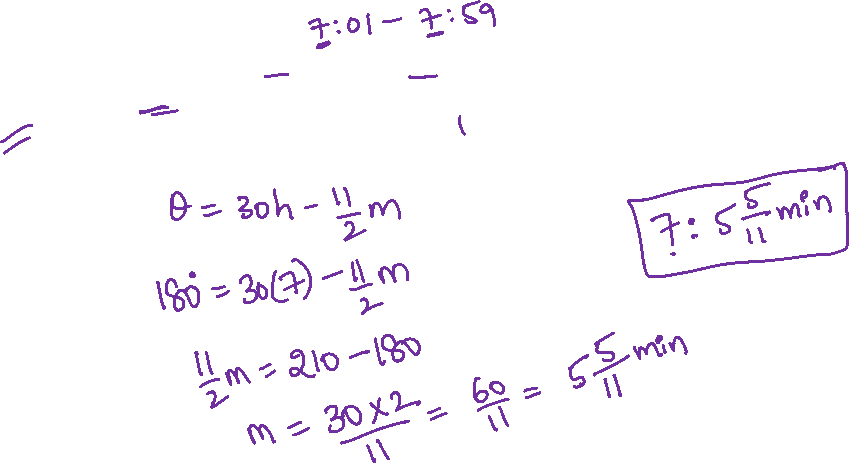 7:01 - 7:59
θ = 30h - 11/2 m
7: 5 5/11 min
180° = 30(7) - 11/2 m
11/2 m = 210 - 180
m = 30 x 2/11 = 60/11 = 5 5/11 min